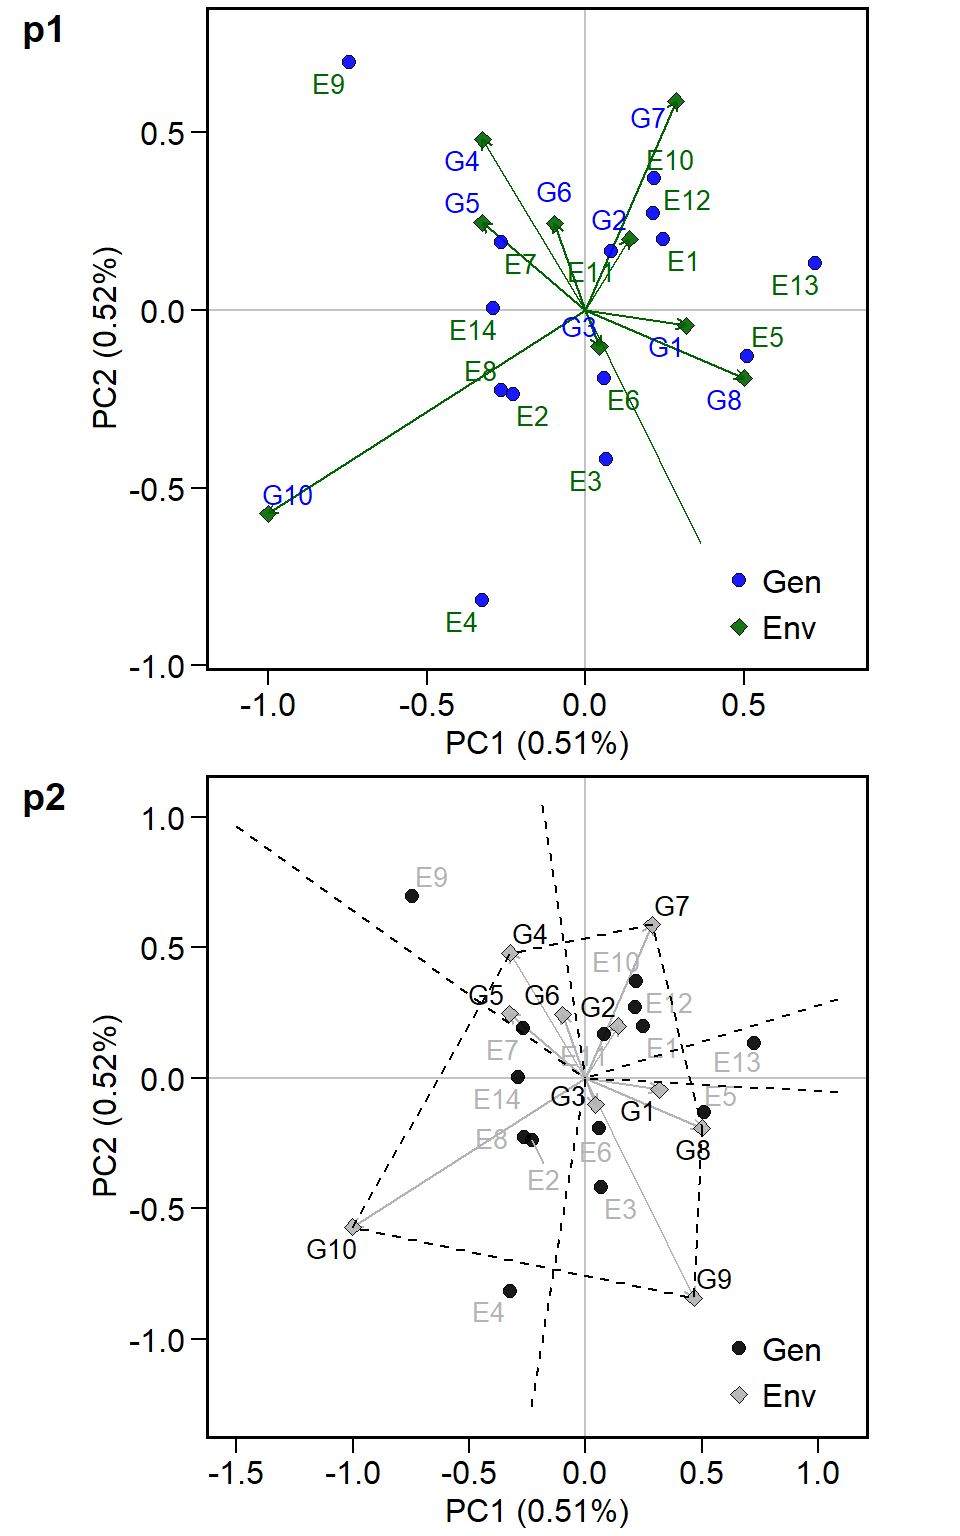 p1
E9
0.5
G7
G4
E10
G5
G6
E12
G2
E7
E11
E1
E13
0.0
G3
E14
G1
E5
E8
G8
E2
E6
E3
-0.5
G10
Gen
E4
Env
-1.0
-1.0
-0.5
0.0
0.5
PC1 (0.51%)
PC2 (0.52%)
p2
1.0
E9
G7
G4
0.5
E10
G5
G6
G2
E12
E7
E11
E1
E13
0.0
E14
G3
G1
E5
E8
E6
G8
E2
-0.5
E3
G10
G9
E4
-1.0
Gen
Env
-1.5
-1.0
-0.5
0.0
0.5
1.0
PC1 (0.51%)
PC2 (0.52%)